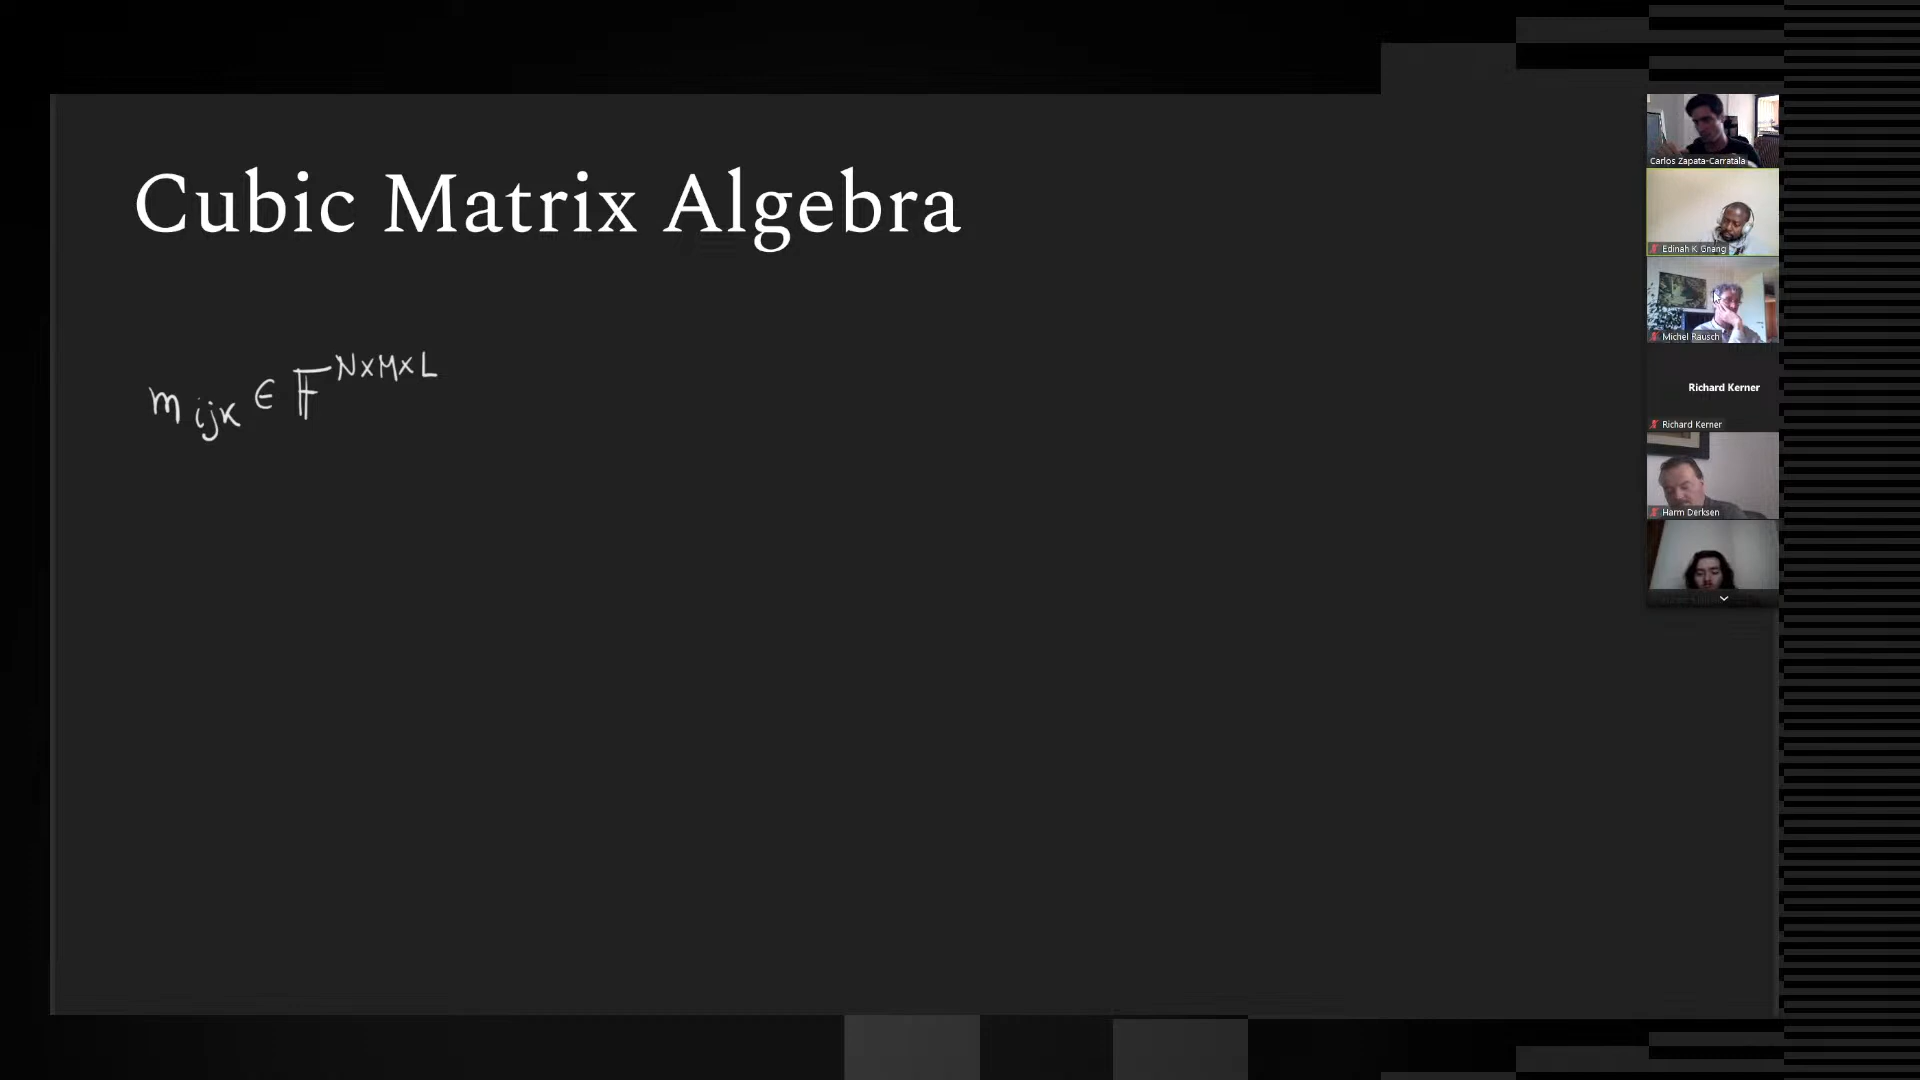 Cubic Matrix Algebra
m ijk ∈ 𝔽^N×M×L
Carlos Zapata-Carratala
Edinah K Gnang
Michel Rausch
Richard Kerner
Richard Kerner
Harm Derksen